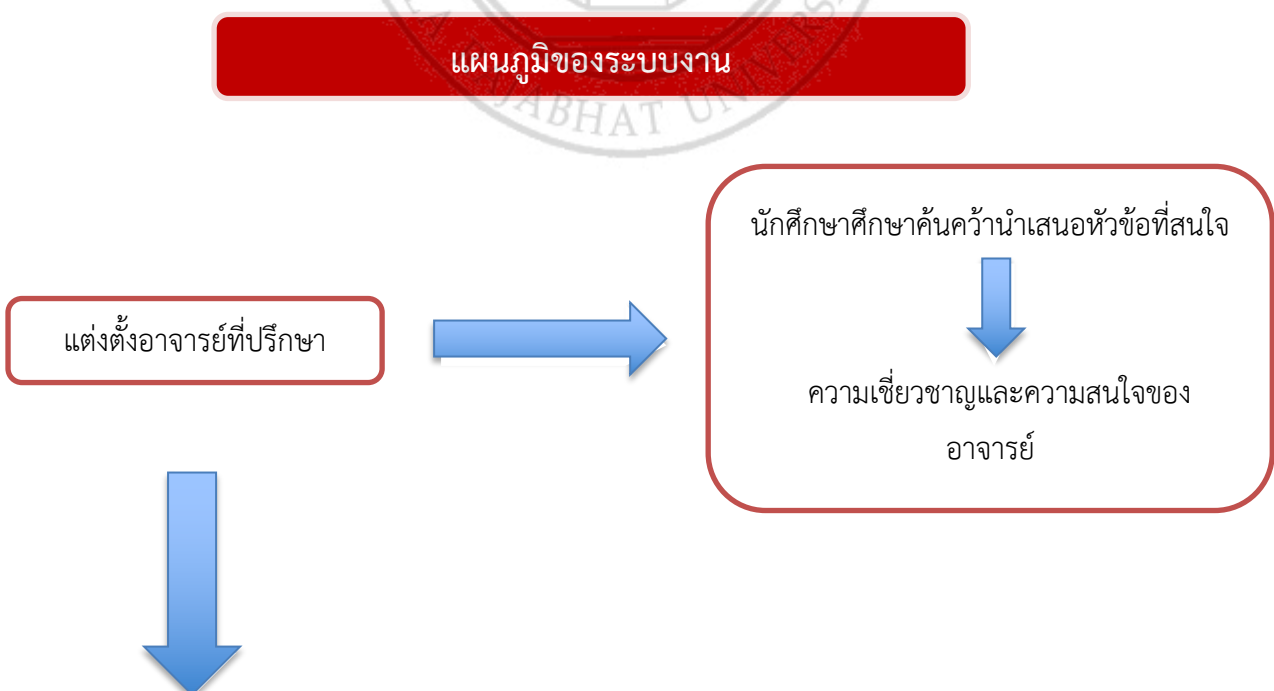 แผนภูมิของระบบงาน
AJABHAT UNIVERS
นักศึกษาศึกษาค้นคว้านำเสนอหัวข้อที่สนใจ
แต่งตั้งอาจารย์ที่ปรึกษา
ความเชี่ยวชาญและความสนใจของ
อาจารย์